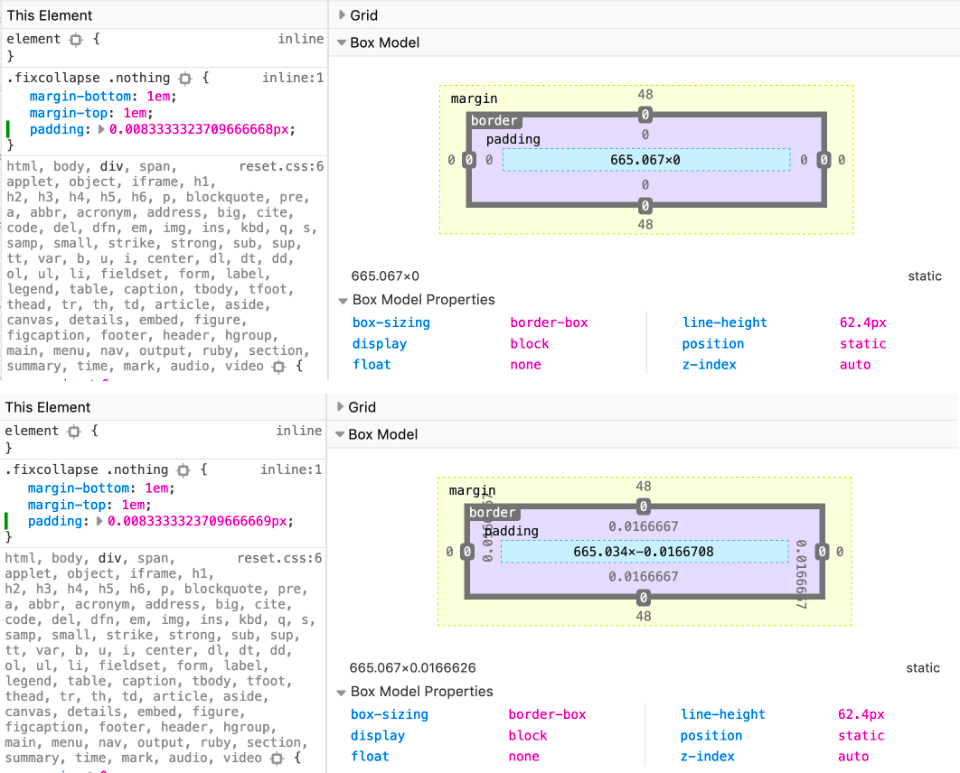 This Element
element {
inline
}
.fixcollapse .nothing {
inline:1
margin-bottom: 1em;
margin-top: 1em;
padding: 0.0083333323709666668px;
}
html, body, div, span,
reset.css:6
applet, object, iframe, h1,
h2, h3, h4, h5, h6, p, blockquote, pre,
a, abbr, acronym, address, big, cite,
code, del, dfn, em, img, ins, kbd, q, s,
samp, small, strike, strong, sub, sup,
tt, var, b, u, i, center, dl, dt, dd,
ol, ul, li, fieldset, form, label,
legend, table, caption, tbody, tfoot,
thead, tr, th, td, article, aside,
canvas, details, embed, figure,
figcaption, footer, header, hgroup,
main, menu, nav, output, ruby, section,
summary, time, mark, audio, video {
Grid
Box Model
margin
48
border
0
padding
0
0 0 0
665.067×0
0 0 0
0
0
48
665.067×0
static
Box Model Properties
box-sizing
border-box
line-height
62.4px
display
block
position
static
float
none
z-index
auto
This Element
element {
inline
}
.fixcollapse .nothing {
inline:1
margin-bottom: 1em;
margin-top: 1em;
padding: 0.0083333323709666669px;
}
html, body, div, span,
reset.css:6
applet, object, iframe, h1,
h2, h3, h4, h5, h6, p, blockquote, pre,
a, abbr, acronym, address, big, cite,
code, del, dfn, em, img, ins, kbd, q, s,
samp, small, strike, strong, sub, sup,
tt, var, b, u, i, center, dl, dt, dd,
ol, ul, li, fieldset, form, label,
legend, table, caption, tbody, tfoot,
thead, tr, th, td, article, aside,
canvas, details, embed, figure,
figcaption, footer, header, hgroup,
main, menu, nav, output, ruby, section,
summary, time, mark, audio, video {
Grid
Box Model
margin
48
border
0
padding
0.0166667
0 0
665.034×-0.0166708
0.0166667
0 0
0.0166667
0
48
665.067×0.0166626
static
Box Model Properties
box-sizing
border-box
line-height
62.4px
display
block
position
static
float
none
z-index
auto